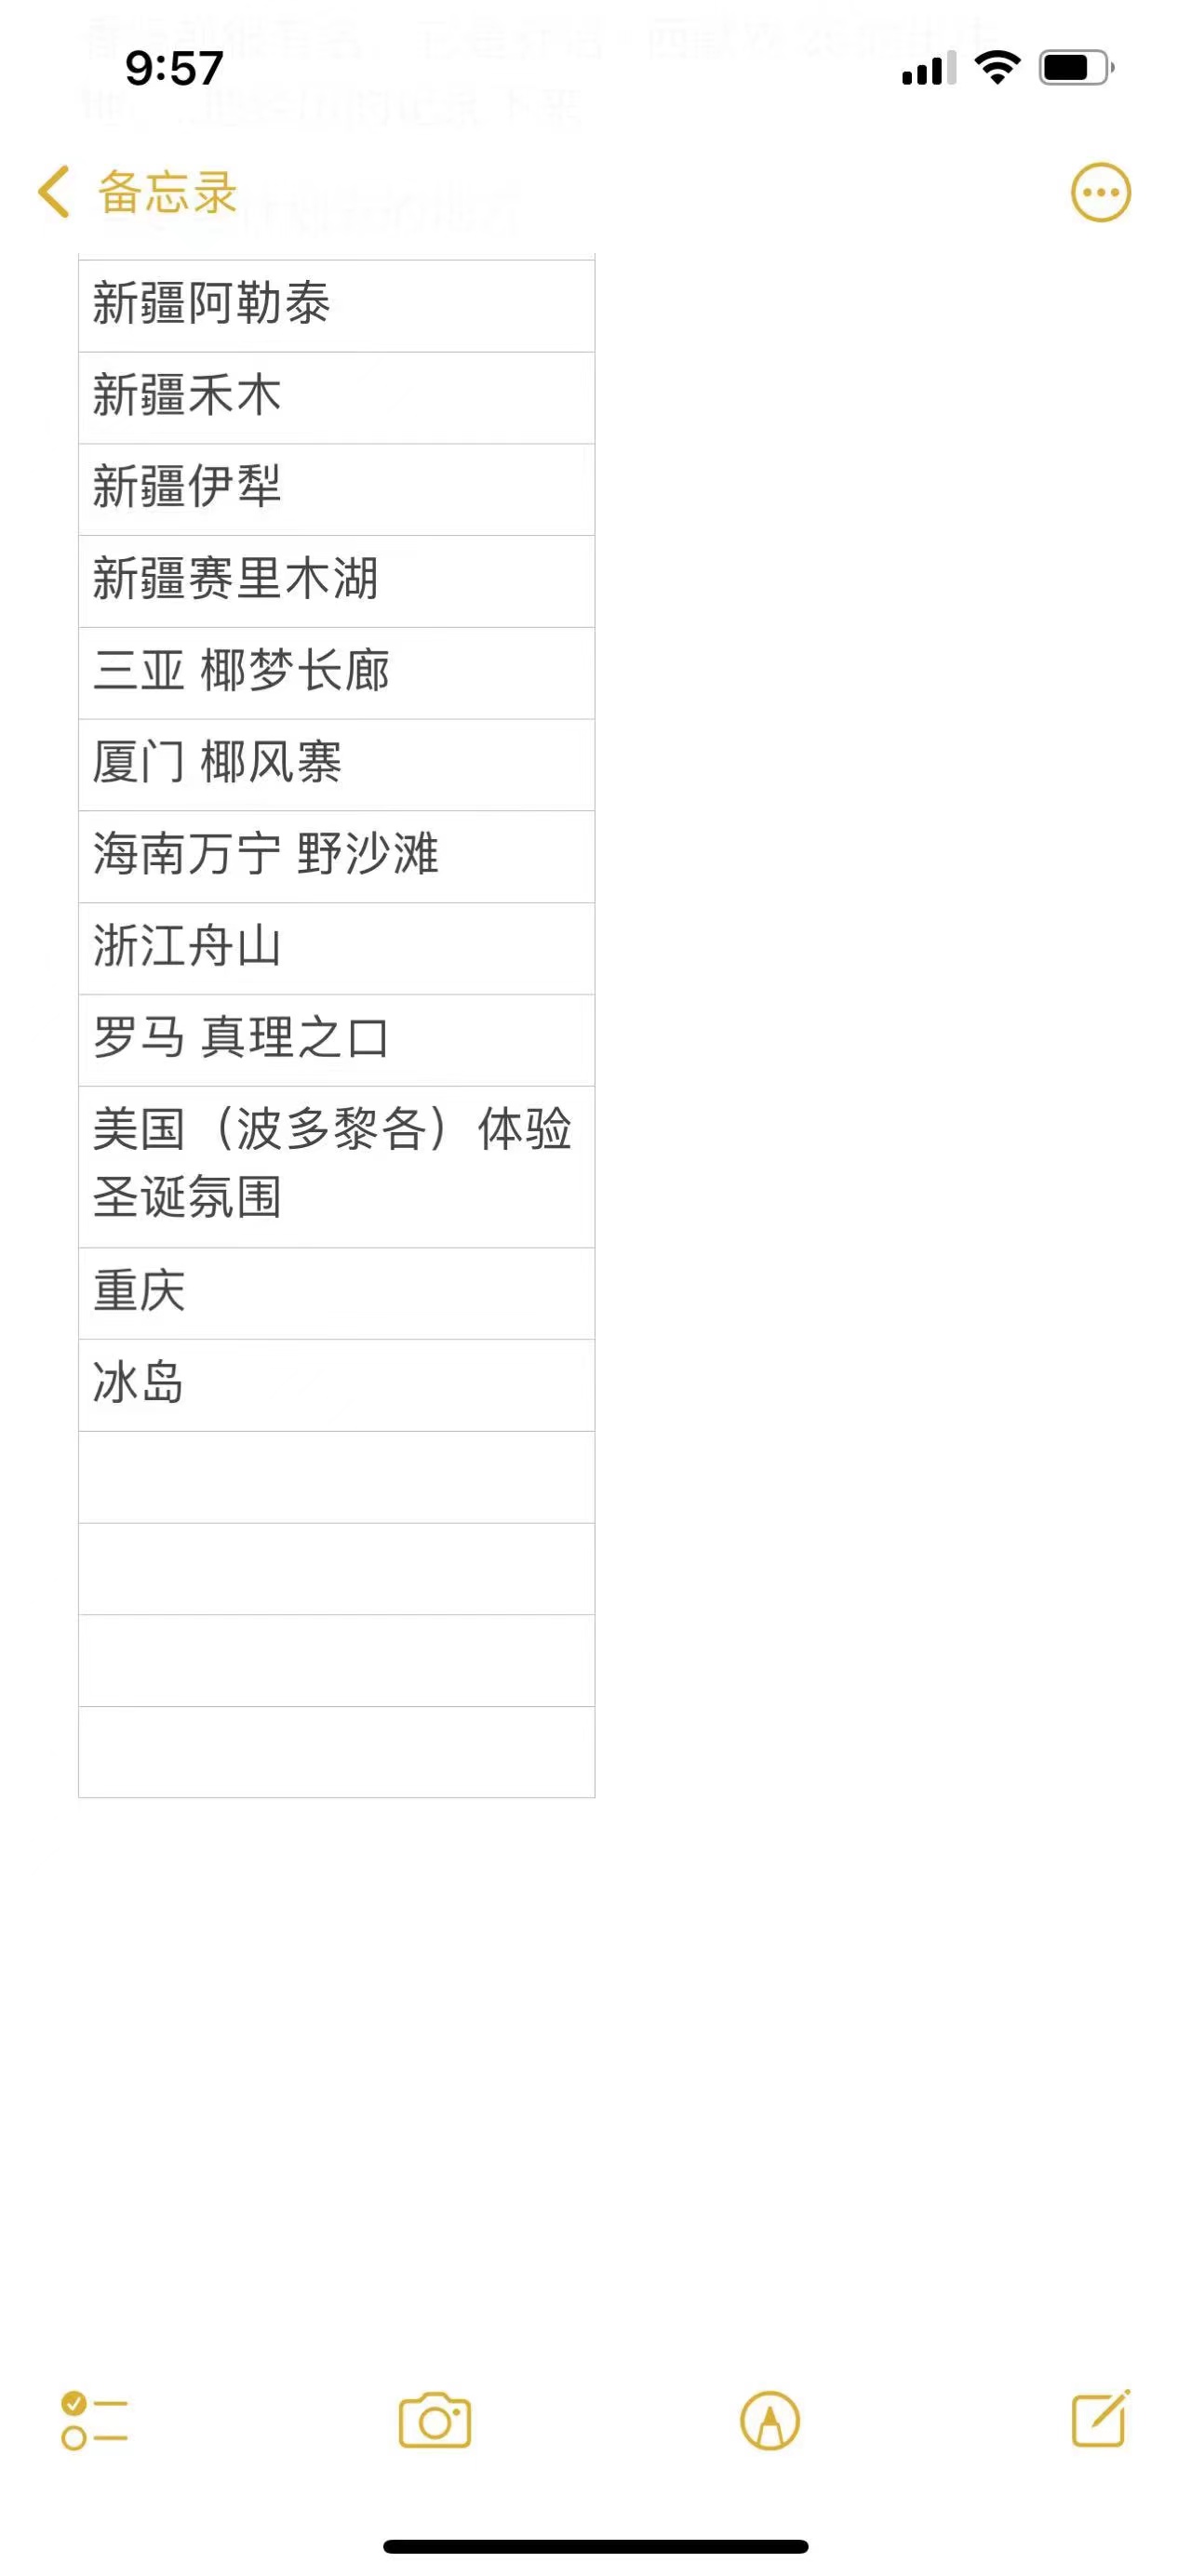 9:57
备忘录
新疆阿勒泰
新疆禾木
新疆伊犁
新疆赛里木湖
三亚 椰梦长廊
厦门 椰风寨
海南万宁 野沙滩
浙江舟山
罗马 真理之口
美国（波多黎各）体验
圣诞氛围
重庆
冰岛